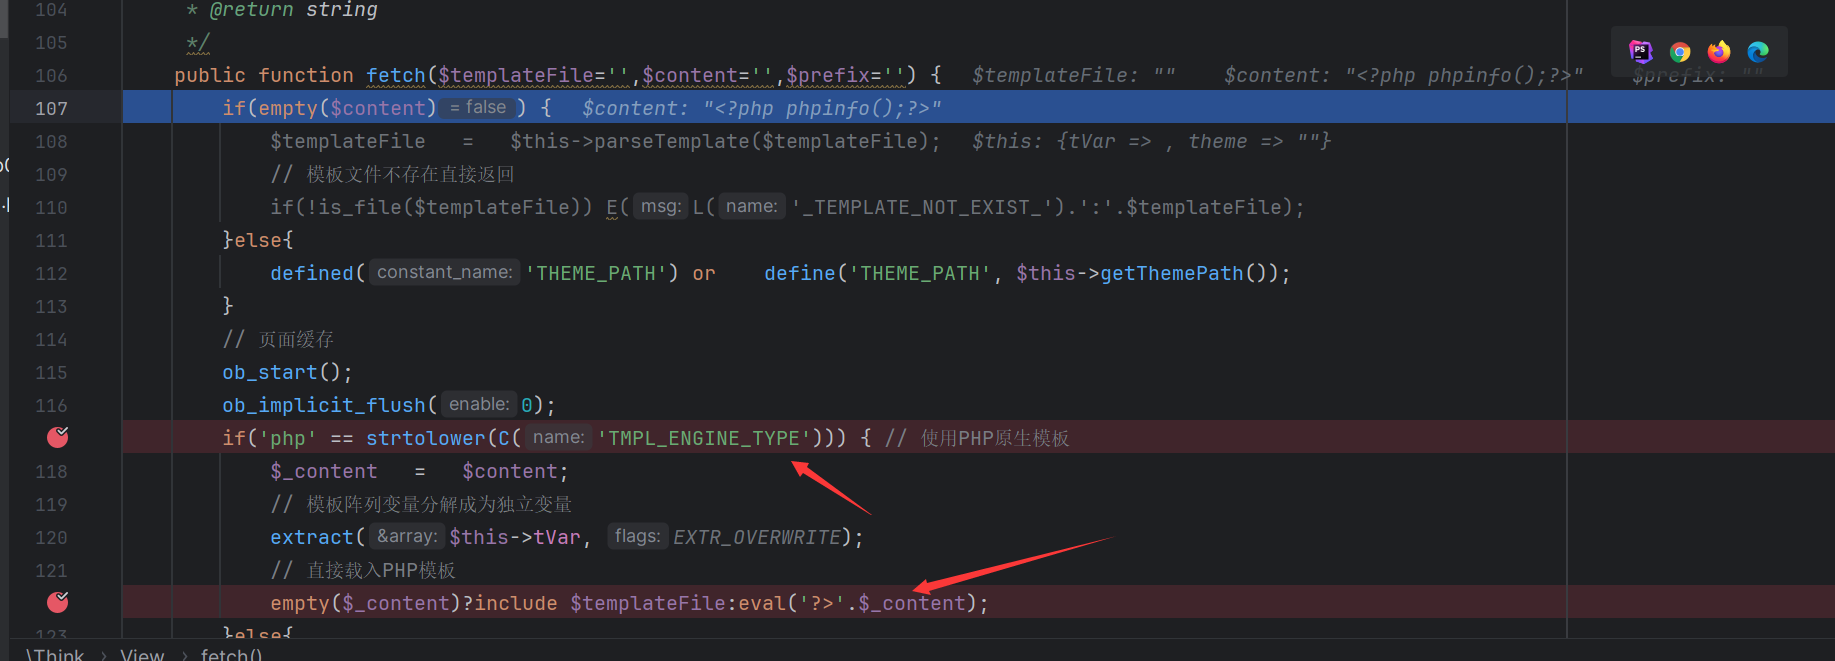 104 * @return string
105 */
106 public function fetch($templateFile='',$content='',$prefix='') { $templateFile: "" $content: "<?php phpinfo();?>" $prefix: ""
107 if(empty($content) = false ) { $content: "<?php phpinfo();?>"
108 $templateFile = $this->parseTemplate($templateFile); $this: {tVar => , theme => ""}
109 // 模板文件不存在直接返回
110 if(!is_file($templateFile)) E( msg: L( name: '_TEMPLATE_NOT_EXIST_').':'.$templateFile);
111 }else{
112 defined( constant_name: 'THEME_PATH') or define('THEME_PATH', $this->getThemePath());
113 }
114 // 页面缓存
115 ob_start();
116 ob_implicit_flush( enable: 0);
if('php' == strtolower(C( name: 'TMPL_ENGINE_TYPE'))) { // 使用PHP原生模板
118 $_content = $content;
119 // 模板阵列变量分解成为独立变量
120 extract( &array: $this->tVar, flags: EXTR_OVERWRITE);
121 // 直接载入PHP模板
empty($_content)?include $templateFile:eval('?>'.$_content);
123 }else{
\Think › View › fetch()
PS